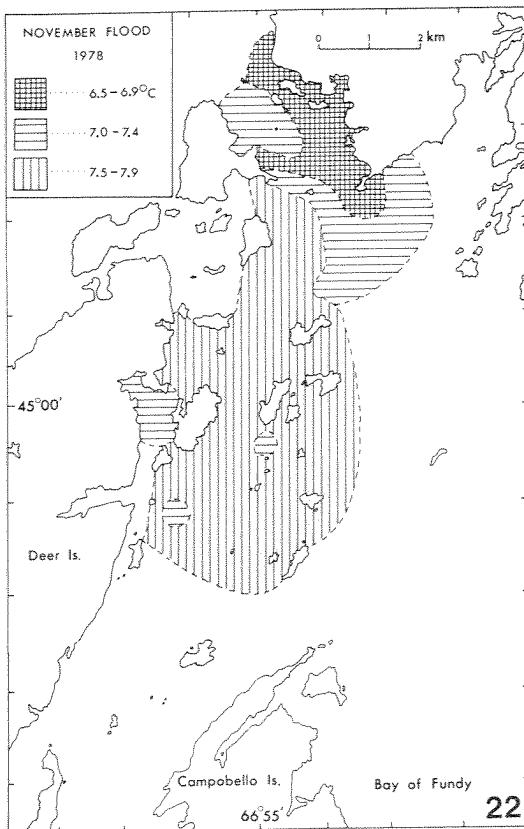 NOVEMBER FLOOD
1978
6.5–6.9°C
7.0–7.4
7.5–7.9
0 1 2 km
45°00'
Deer Is.
Campobello Is.
Bay of Fundy
66°55'
22